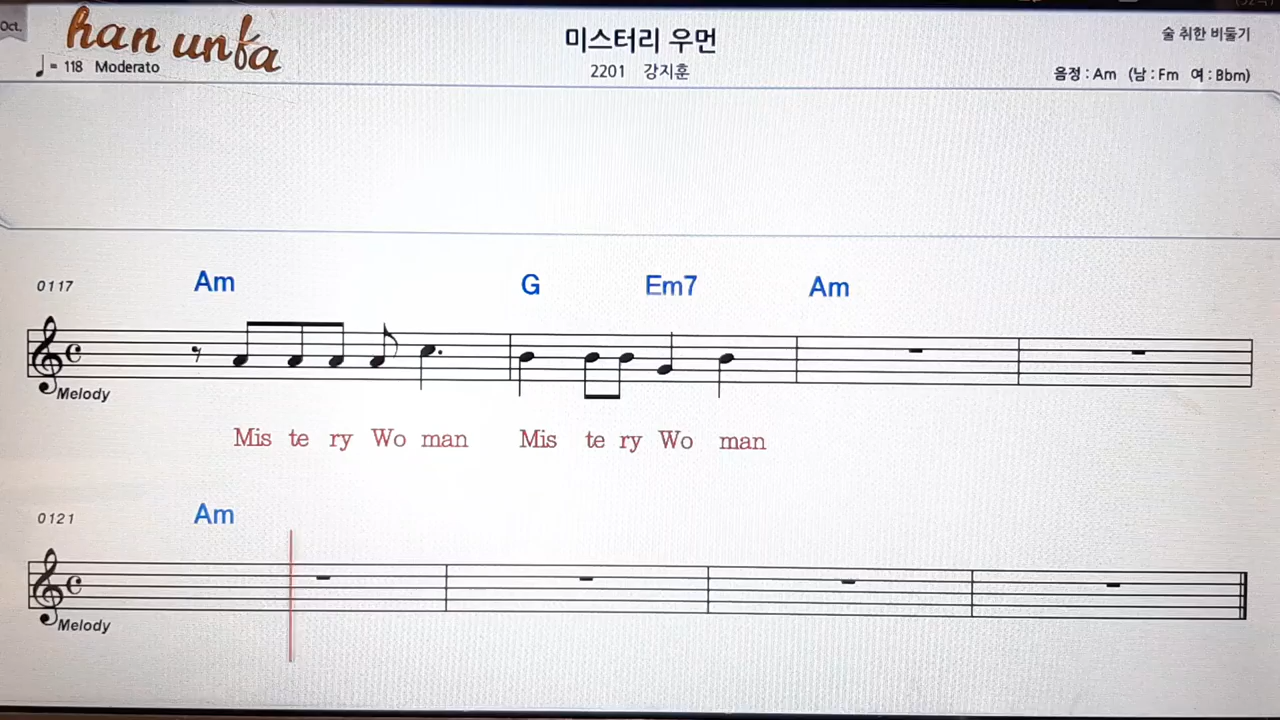 Oct.
han unfa
미스터리 우먼
술 취한 비둘기
= 118 Moderato
2201 강지훈
음정 : Am (남 : Fm 여 : Bbm)
0117
Am G Em7 Am
Melody
Mis te ry Wo man Mis te ry Wo man
0121
Am
Melody